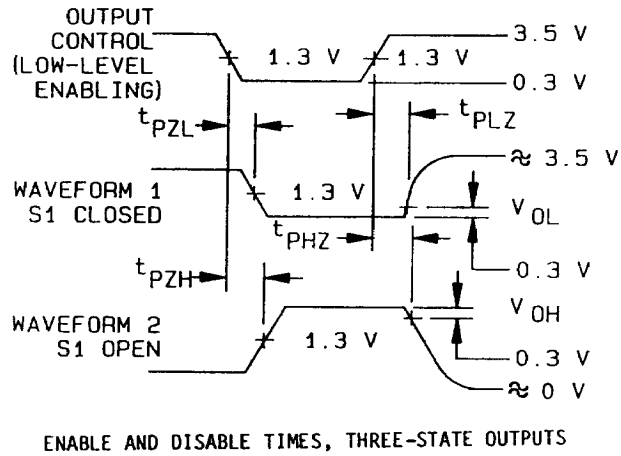 OUTPUT
CONTROL
(LOW-LEVEL
ENABLING)
1.3 V
1.3 V
3.5 V
0.3 V
tPZL
tPLZ
WAVEFORM 1
S1 CLOSED
1.3 V
≈ 3.5 V
VOL
0.3 V
tPHZ
tPZH
WAVEFORM 2
S1 OPEN
1.3 V
VOH
0.3 V
≈ 0 V
ENABLE AND DISABLE TIMES, THREE-STATE OUTPUTS